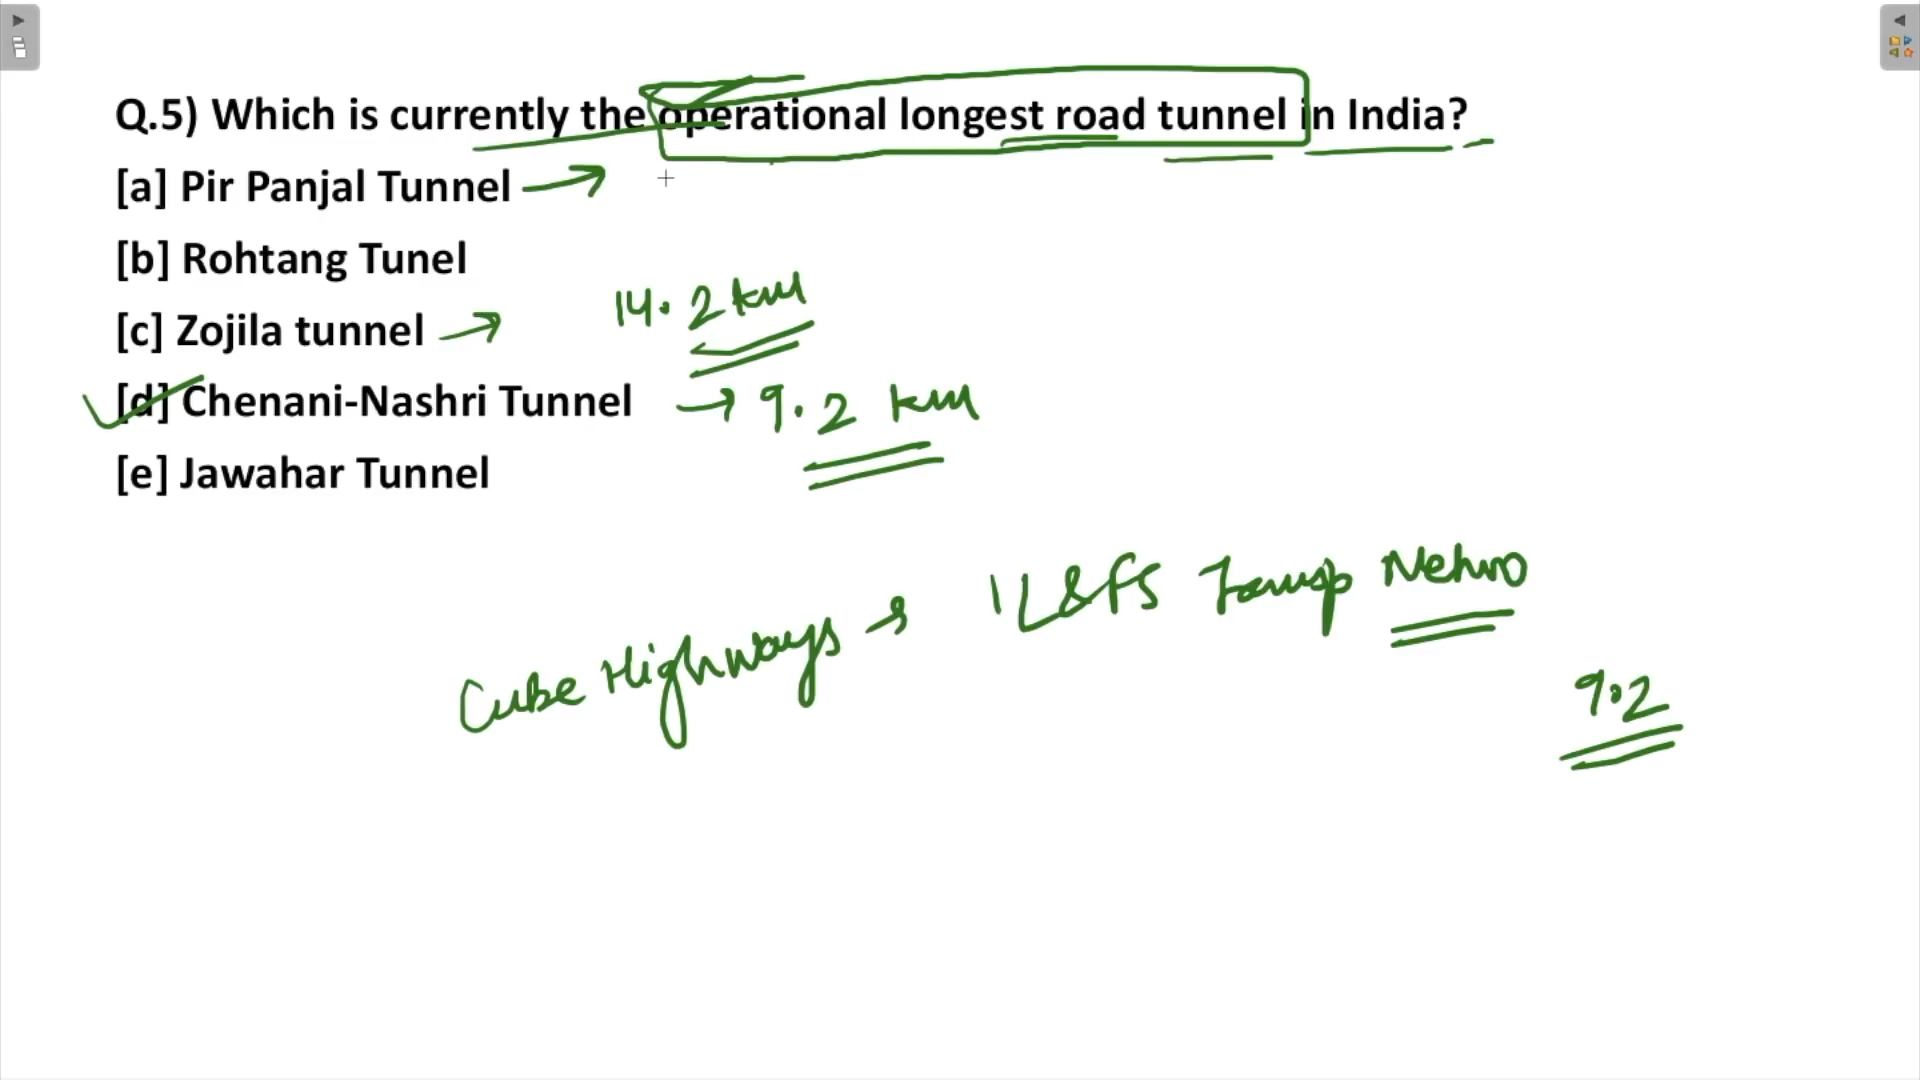 Q.5) Which is currently the operational longest road tunnel in India?
[a] Pir Panjal Tunnel
[b] Rohtang Tunel
[c] Zojila tunnel
14.2 km
[d] Chenani-Nashri Tunnel → 9.2 km
[e] Jawahar Tunnel
Cube Highways → IL&FS
9.2